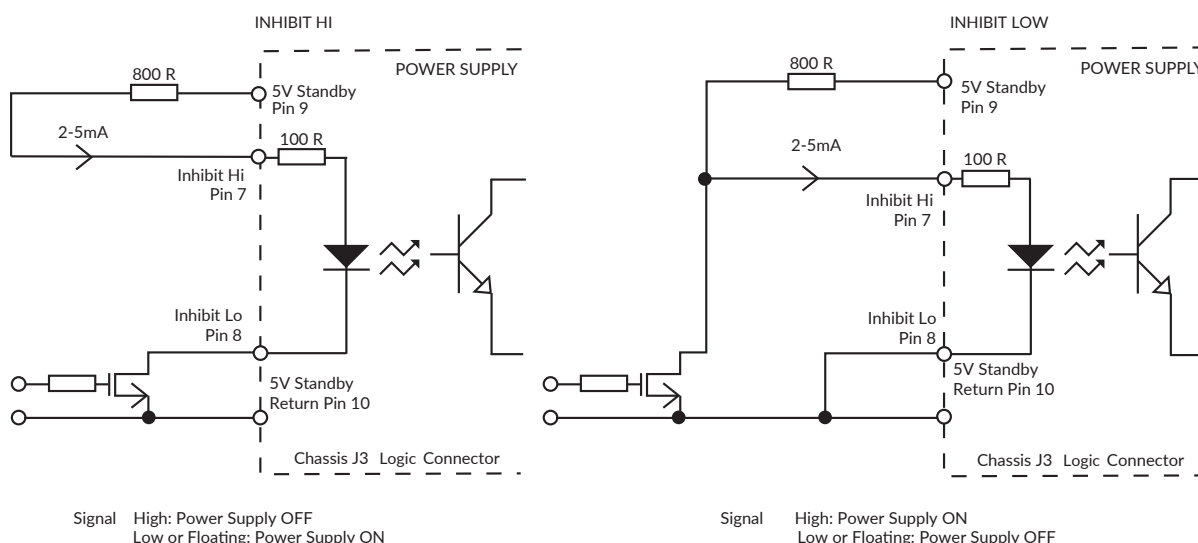 INHIBIT HI
POWER SUPPLY
800 R
5V Standby
Pin 9
2-5mA
100 R
Inhibit Hi
Pin 7
Inhibit Lo
Pin 8
5V Standby
Return Pin 10
Chassis J3 Logic Connector
Signal High: Power Supply OFF
Low or Floating: Power Supply ON
INHIBIT LOW
POWER SUPPLY
800 R
5V Standby
Pin 9
2-5mA
100 R
Inhibit Hi
Pin 7
Inhibit Lo
Pin 8
5V Standby
Return Pin 10
Chassis J3 Logic Connector
Signal High: Power Supply ON
Low or Floating: Power Supply OFF